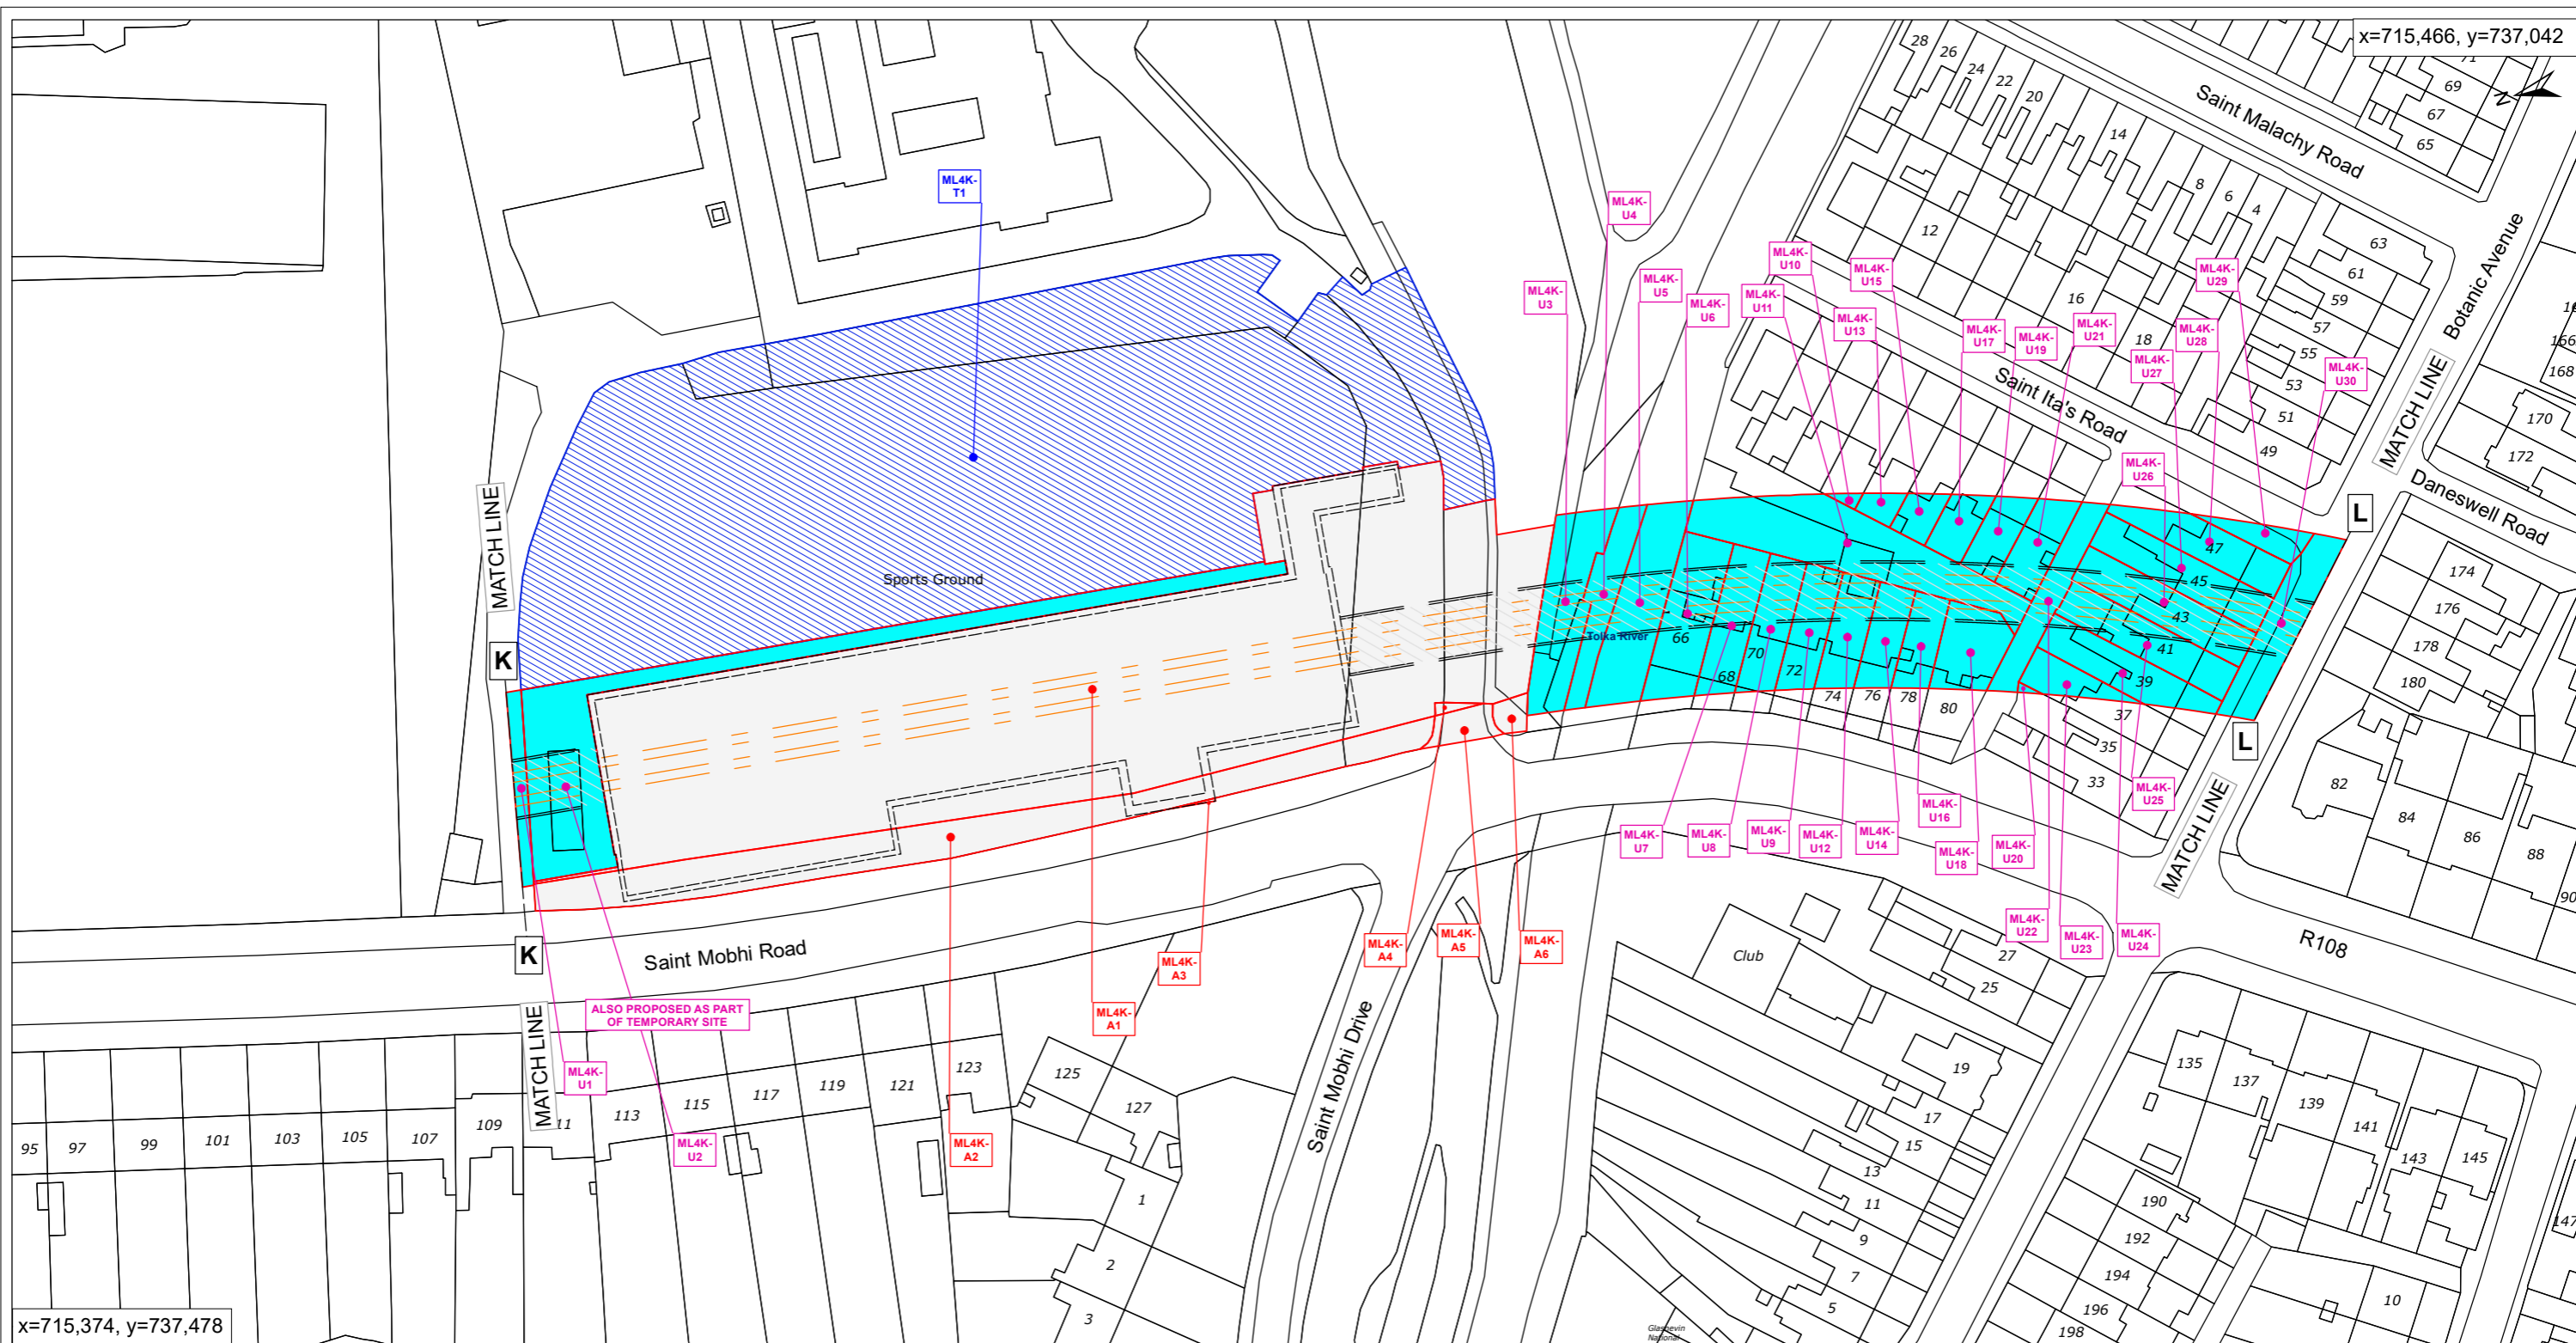 x=715,466, y=737,042
N
28
26
24
22
20
14
8
6
4
71
69
67
65
Saint Malachy Road
63
61
59
57
55
53
51
49
12
16
18
Botanic Avenue
166
168
170
172
Saint Ita's Road
Daneswell Road
MATCH LINE
L
ML4K-
T1
ML4K-
U4
ML4K-
U3
ML4K-
U5
ML4K-
U6
ML4K-
U10
ML4K-
U11
ML4K-
U15
ML4K-
U13
ML4K-
U17
ML4K-
U19
ML4K-
U21
ML4K-
U29
ML4K-
U28
ML4K-
U27
ML4K-
U30
ML4K-
U26
MATCH LINE
K
Sports Ground
Tolka River
66
68
70
72
74
76
78
80
47
45
43
41
39
37
35
33
174
176
178
180
L
MATCH LINE
82
84
86
88
90
R108
ML4K-
U7
ML4K-
U8
ML4K-
U9
ML4K-
U12
ML4K-
U14
ML4K-
U16
ML4K-
U18
ML4K-
U20
ML4K-
U25
ML4K-
U22
ML4K-
U23
ML4K-
U24
K
MATCH LINE
Saint Mobhi Road
ML4K-
A3
ML4K-
A4
ML4K-
A5
ML4K-
A6
ML4K-
A1
ML4K-
A2
ALSO PROPOSED AS PART
OF TEMPORARY SITE
ML4K-
U1
ML4K-
U2
Saint Mobhi Drive
95
97
99
101
103
105
107
109
11
113
115
117
119
121
123
125
127
1
2
3
Club
27
25
19
17
15
13
11
9
7
5
135
137
139
141
143
145
147
190
192
194
196
198
10
Glasnevin
National
x=715,374, y=737,478